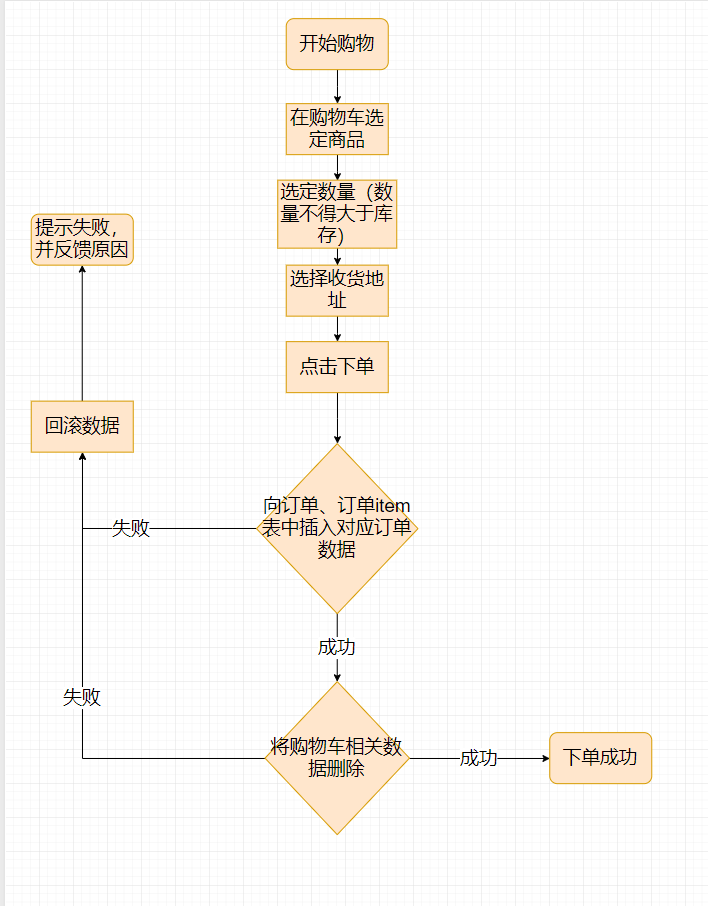 开始购物
在购物车选
定商品
选定数量（数
量不得大于库
存）
提示失败，
并反馈原因
选择收货地
址
点击下单
回滚数据
向订单、订单item
表中插入对应订单
数据
失败
成功
失败
将购物车相关数
据删除
成功
下单成功